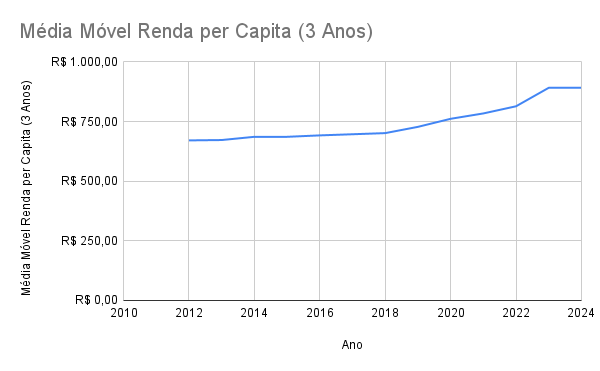 Média Móvel Renda per Capita (3 Anos)
Média Móvel Renda per Capita (3 Anos)
R$ 1.000,00
R$ 750,00
R$ 500,00
R$ 250,00
R$ 0,00
2010 2012 2014 2016 2018 2020 2022 2024
Ano